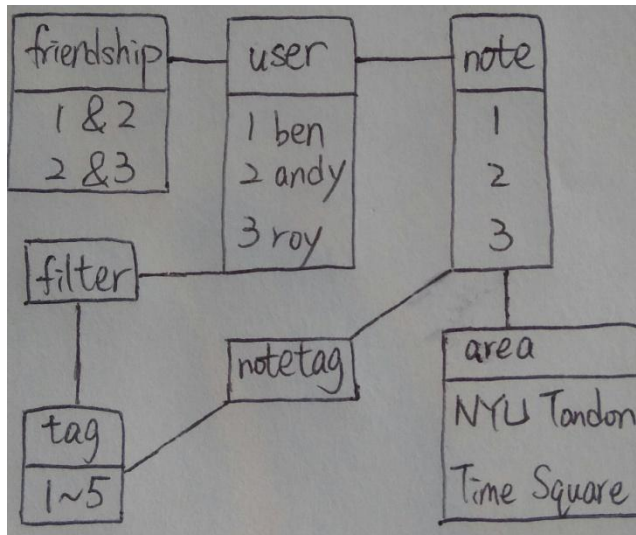 friendship
1 & 2
2 & 3
user
1 ben
2 andy
3 roy
note
1
2
3
filter
notetag
area
NYU Tandon
Time Square
tag
1~5